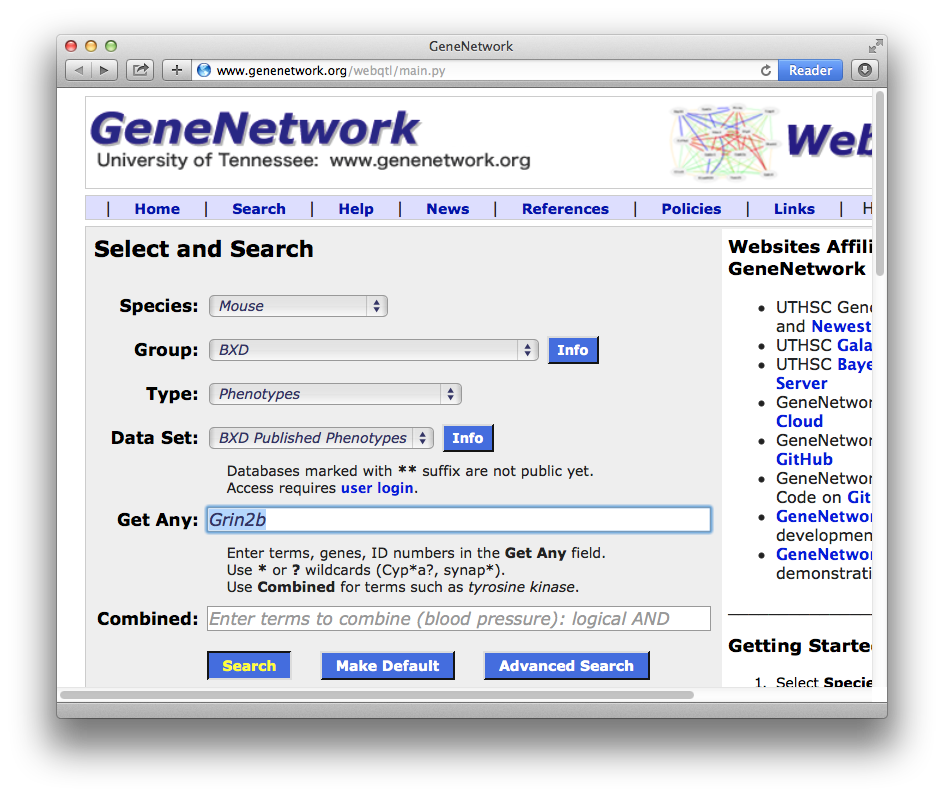 GeneNetwork
www.genenetwork.org/webqtl/main.py
Reader
GeneNetwork
University of Tennessee: www.genenetwork.org
Web
| Home | Search | Help | News | References | Policies | Links | H
Select and Search
Species: Mouse
Group: BXD Info
Type: Phenotypes
Data Set: BXD Published Phenotypes Info
Databases marked with ** suffix are not public yet.
Access requires user login.
Get Any: Grin2b
Enter terms, genes, ID numbers in the Get Any field.
Use * or ? wildcards (Cyp*a?, synap*).
Use Combined for terms such as tyrosine kinase.
Combined: Enter terms to combine (blood pressure): logical AND
Search Make Default Advanced Search
Websites Affili
GeneNetwork
• UTHSC Gene
and Newest
• UTHSC Gala
• UTHSC Baye
Server
• GeneNetwor
Cloud
• GeneNetwor
GitHub
• GeneNetwor
Code on Git
• GeneNetwor
developmen
• GeneNetwor
demonstrati
Getting Starte
1. Select Specie